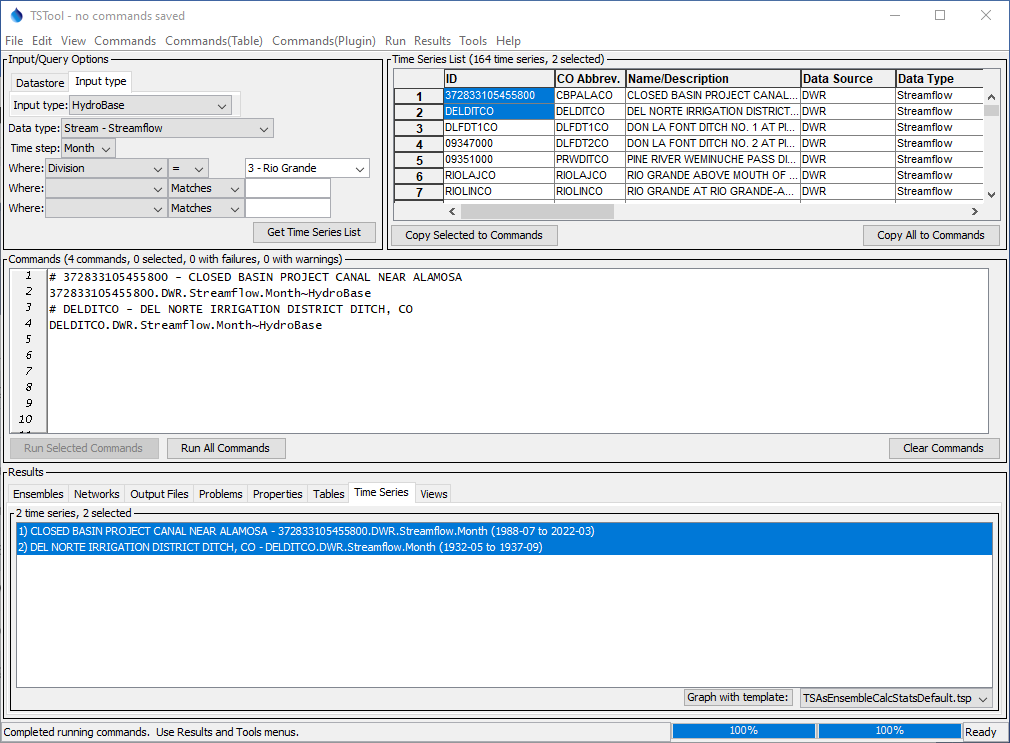 TSTool - no commands saved
File Edit View Commands Commands(Table) Commands(Plugin) Run Results Tools Help
Input/Query Options
Datastore Input type
Input type: HydroBase
Data type: Stream - Streamflow
Time step: Month
Where: Division = 3 - Rio Grande
Where: Matches
Where: Matches
Get Time Series List
Time Series List (164 time series, 2 selected)
ID CO Abbrev. Name/Description Data Source Data Type
1 372833105455800 CBPALACO CLOSED BASIN PROJECT CANAL... DWR Streamflow
2 DELDITCO DELDITCO DEL NORTE IRRIGATION DISTRICT... DWR Streamflow
3 DLFDT1CO DLFDT1CO DON LA FONT DITCH NO. 1 AT PI... DWR Streamflow
4 09347000 DLFDT2CO DON LA FONT DITCH NO. 2 AT PI... DWR Streamflow
5 09351000 PRWDITCO PINE RIVER WEMINUCHE PASS DI... DWR Streamflow
6 RIOLAJCO RIOLAJCO RIO GRANDE ABOVE MOUTH OF ... DWR Streamflow
7 RIOLINCO RIOLINCO RIO GRANDE AT RIO GRANDE-A... DWR Streamflow
Copy Selected to Commands Copy All to Commands
Commands (4 commands, 0 selected, 0 with failures, 0 with warnings)
1 # 372833105455800 - CLOSED BASIN PROJECT CANAL NEAR ALAMOSA
2 372833105455800.DWR.Streamflow.Month~HydroBase
3 # DELDITCO - DEL NORTE IRRIGATION DISTRICT DITCH, CO
4 DELDITCO.DWR.Streamflow.Month~HydroBase
5
6
7
8
9
10
Run Selected Commands Run All Commands Clear Commands
Results
Ensembles Networks Output Files Problems Properties Tables Time Series Views
2 time series, 2 selected
1) CLOSED BASIN PROJECT CANAL NEAR ALAMOSA - 372833105455800.DWR.Streamflow.Month (1988-07 to 2022-03)
2) DEL NORTE IRRIGATION DISTRICT DITCH, CO - DELDITCO.DWR.Streamflow.Month (1932-05 to 1937-09)
Graph with template: TSAsEnsembleCalcStatsDefault.tsp
Completed running commands. Use Results and Tools menus. 100% 100% Ready